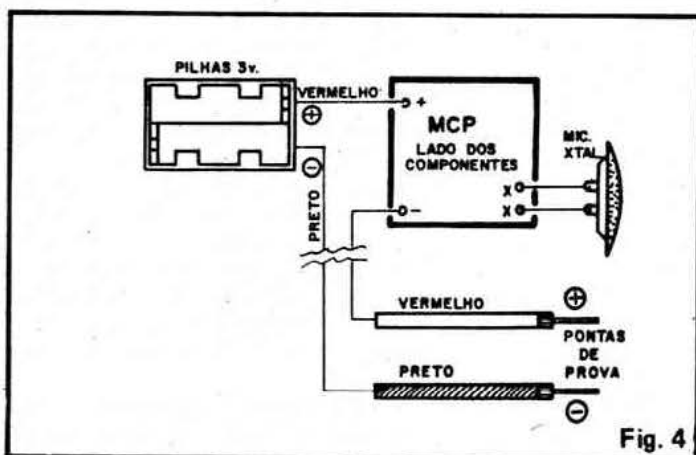 PILHAS 3v.
VERMELHO
+
−
PRETO
+
MCP
LADO DOS
COMPONENTES
−
X
X
MIC.
XTAL
VERMELHO
+
PONTAS
DE
PROVA
PRETO
−
Fig. 4